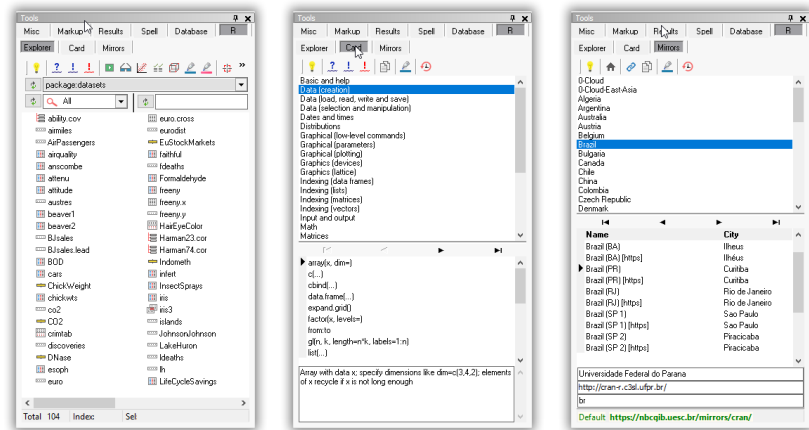 Tools
Misc Markup Results Spell Database R
Explorer Card Mirrors
package:datasets
All
ability.cov
airmiles
AirPassengers
airquality
anscombe
attenu
attitude
austres
beaver1
beaver2
BJsales
BJsales.lead
BOD
cars
ChickWeight
chickwts
co2
CO2
crimtab
discoveries
DNase
esoph
euro
euro.cross
eurodist
EuStockMarkets
faithful
fdeaths
Formaldehyde
freeny
freeny.x
freeny.y
HairEyeColor
Harman23.cor
Harman74.cor
Indometh
infert
InsectSprays
iris
iris3
islands
JohnsonJohnson
LakeHuron
ldeaths
lh
LifeCycleSavings
Total 104 Index: Sel:
Tools
Misc Markup Results Spell Database R
Explorer Card Mirrors
Basic and help
Data (creation)
Data (load, read, write and save)
Data (selection and manipulation)
Dates and times
Distributions
Graphical (low-level commands)
Graphical (parameters)
Graphical (plotting)
Graphics (devices)
Graphics (lattice)
Indexing (data frames)
Indexing (lists)
Indexing (matrices)
Indexing (vectors)
Input and output
Math
Matrices
array(x, dim=)
c(...)
cbind(...)
data.frame(...)
expand.grid()
factor(x, levels=)
from:to
gl(n, k, length=n*k, labels=1:n)
list(...)
Array with data x; specify dimensions like dim=c(3,4,2); elements
of x recycle if x is not long enough
Tools
Misc Markup Results Spell Database R
Explorer Card Mirrors
0-Cloud
0-Cloud-East-Asia
Algeria
Argentina
Australia
Austria
Belgium
Brazil
Bulgaria
Canada
Chile
China
Colombia
Czech Republic
Denmark
Name City
Brazil (BA) Ilheus
Brazil (BA) [https] Ilhéus
Brazil (PR) Curitiba
Brazil (PR) [https] Curitiba
Brazil (RJ) Rio de Janeiro
Brazil (RJ) [https] Rio de Janeiro
Brazil (SP 1) Sao Paulo
Brazil (SP 1) [https] Sao Paulo
Brazil (SP 2) Piracicaba
Brazil (SP 2) [https] Piracicaba
Universidade Federal do Parana
http://cran-r.c3sl.ufpr.br/
br
Default: https://nbcgib.uesc.br/mirrors/cran/